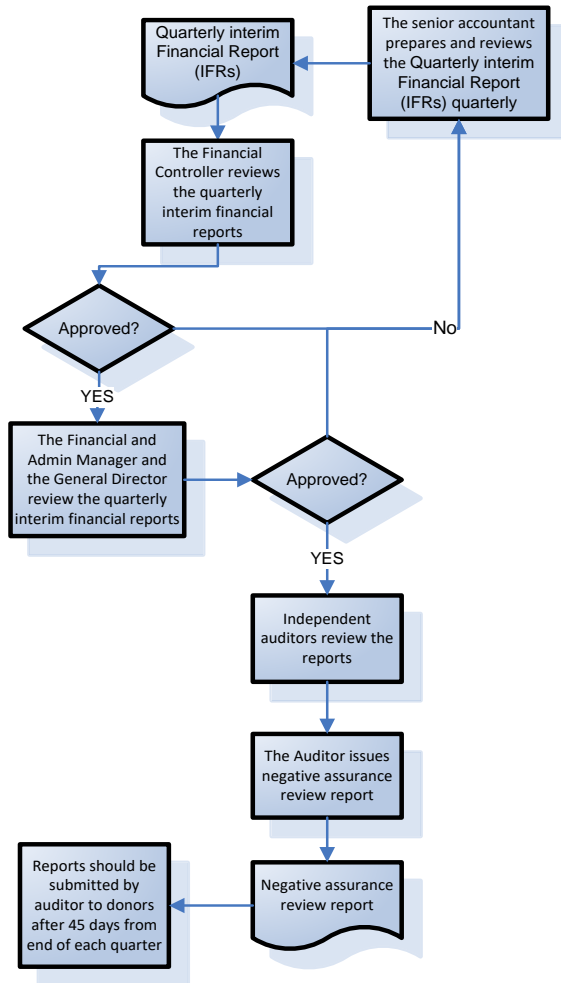 The senior accountant
prepares and reviews
the Quarterly interim
Financial Report
(IFRs) quarterly
Quarterly interim
Financial Report
(IFRs)
The Financial
Controller reviews
the quarterly
interim financial
reports
Approved?
No
YES
The Financial and
Admin Manager and
the General Director
review the quarterly
interim financial reports
Approved?
YES
Independent
auditors review the
reports
The Auditor issues
negative assurance
review report
Negative assurance
review report
Reports should be
submitted by
auditor to donors
after 45 days from
end of each quarter